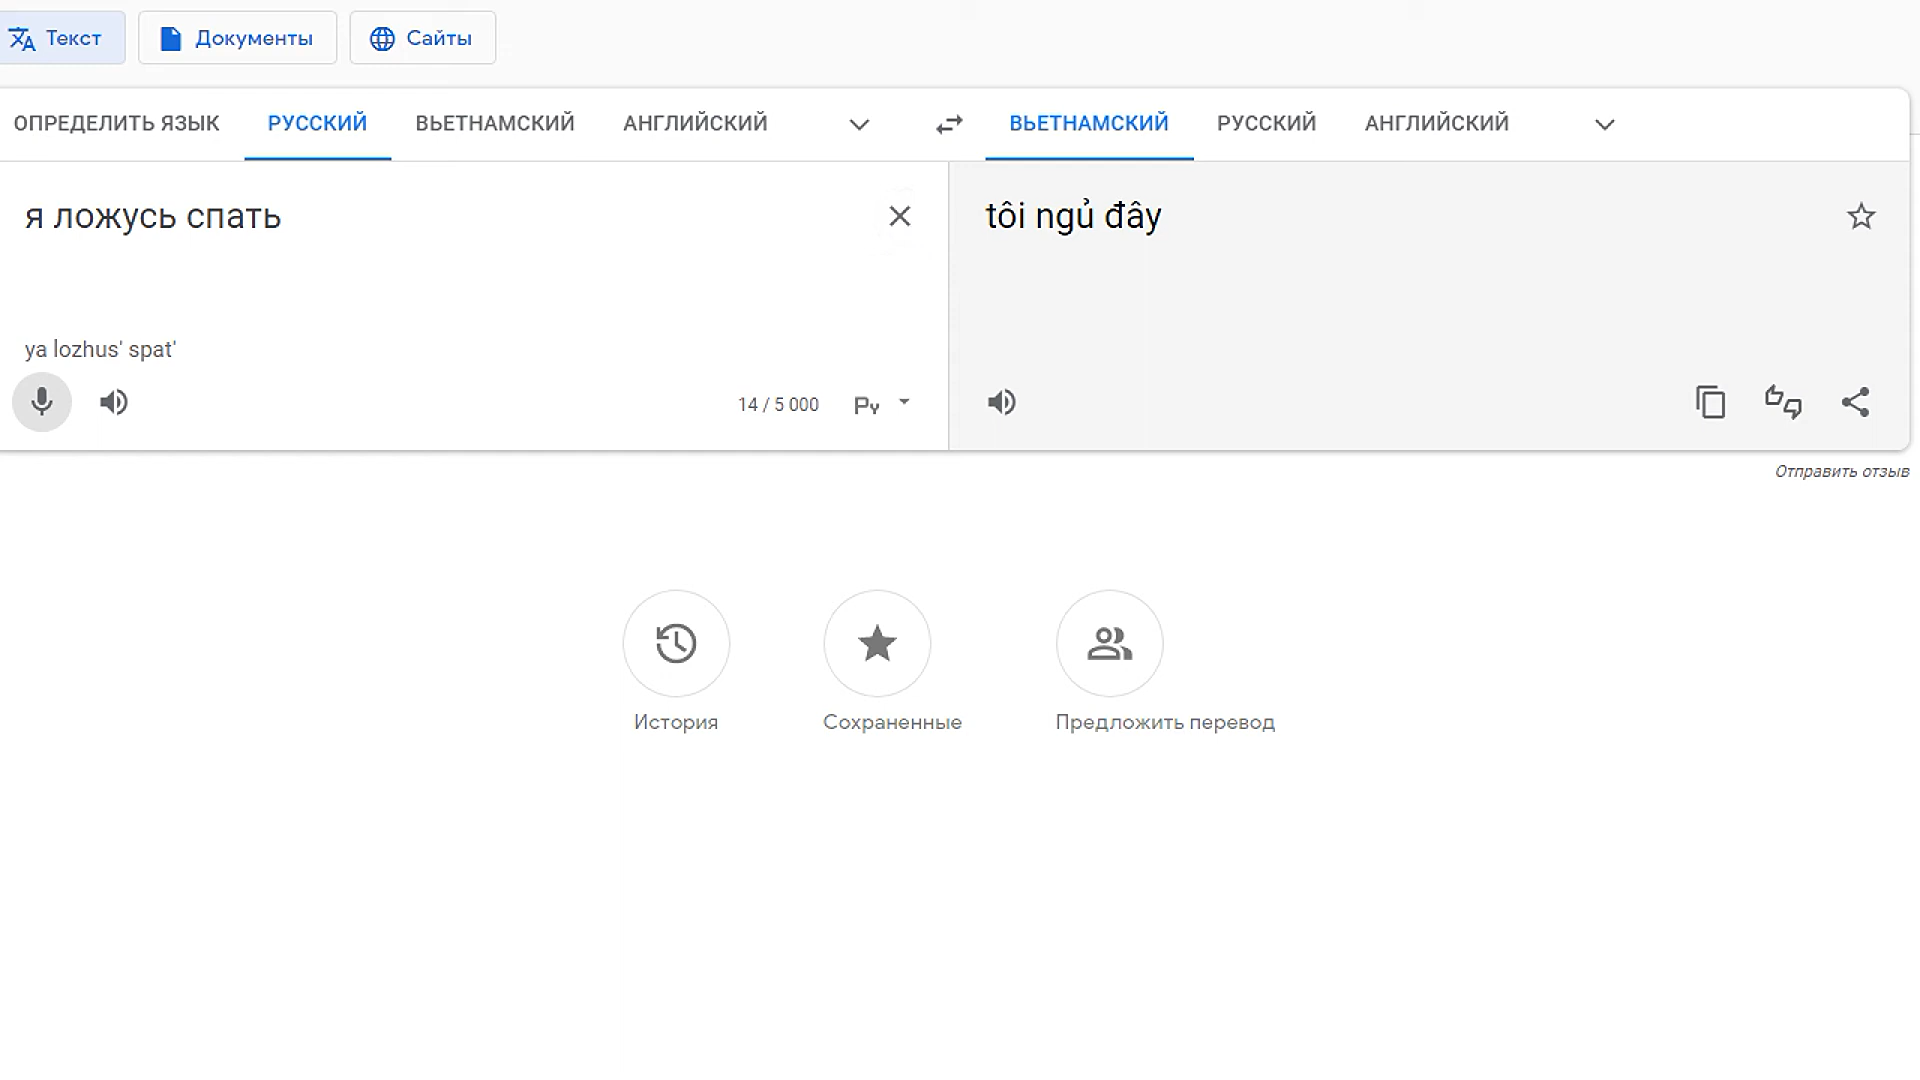 Текст Документы Сайты
ОПРЕДЕЛИТЬ ЯЗЫК РУССКИЙ ВЬЕТНАМСКИЙ АНГЛИЙСКИЙ ВЬЕТНАМСКИЙ РУССКИЙ АНГЛИЙСКИЙ
я ложусь спать
ya lozhus' spat'
14 / 5 000 Ру
tôi ngủ đây
Отправить отзыв
История Сохраненные Предложить перевод